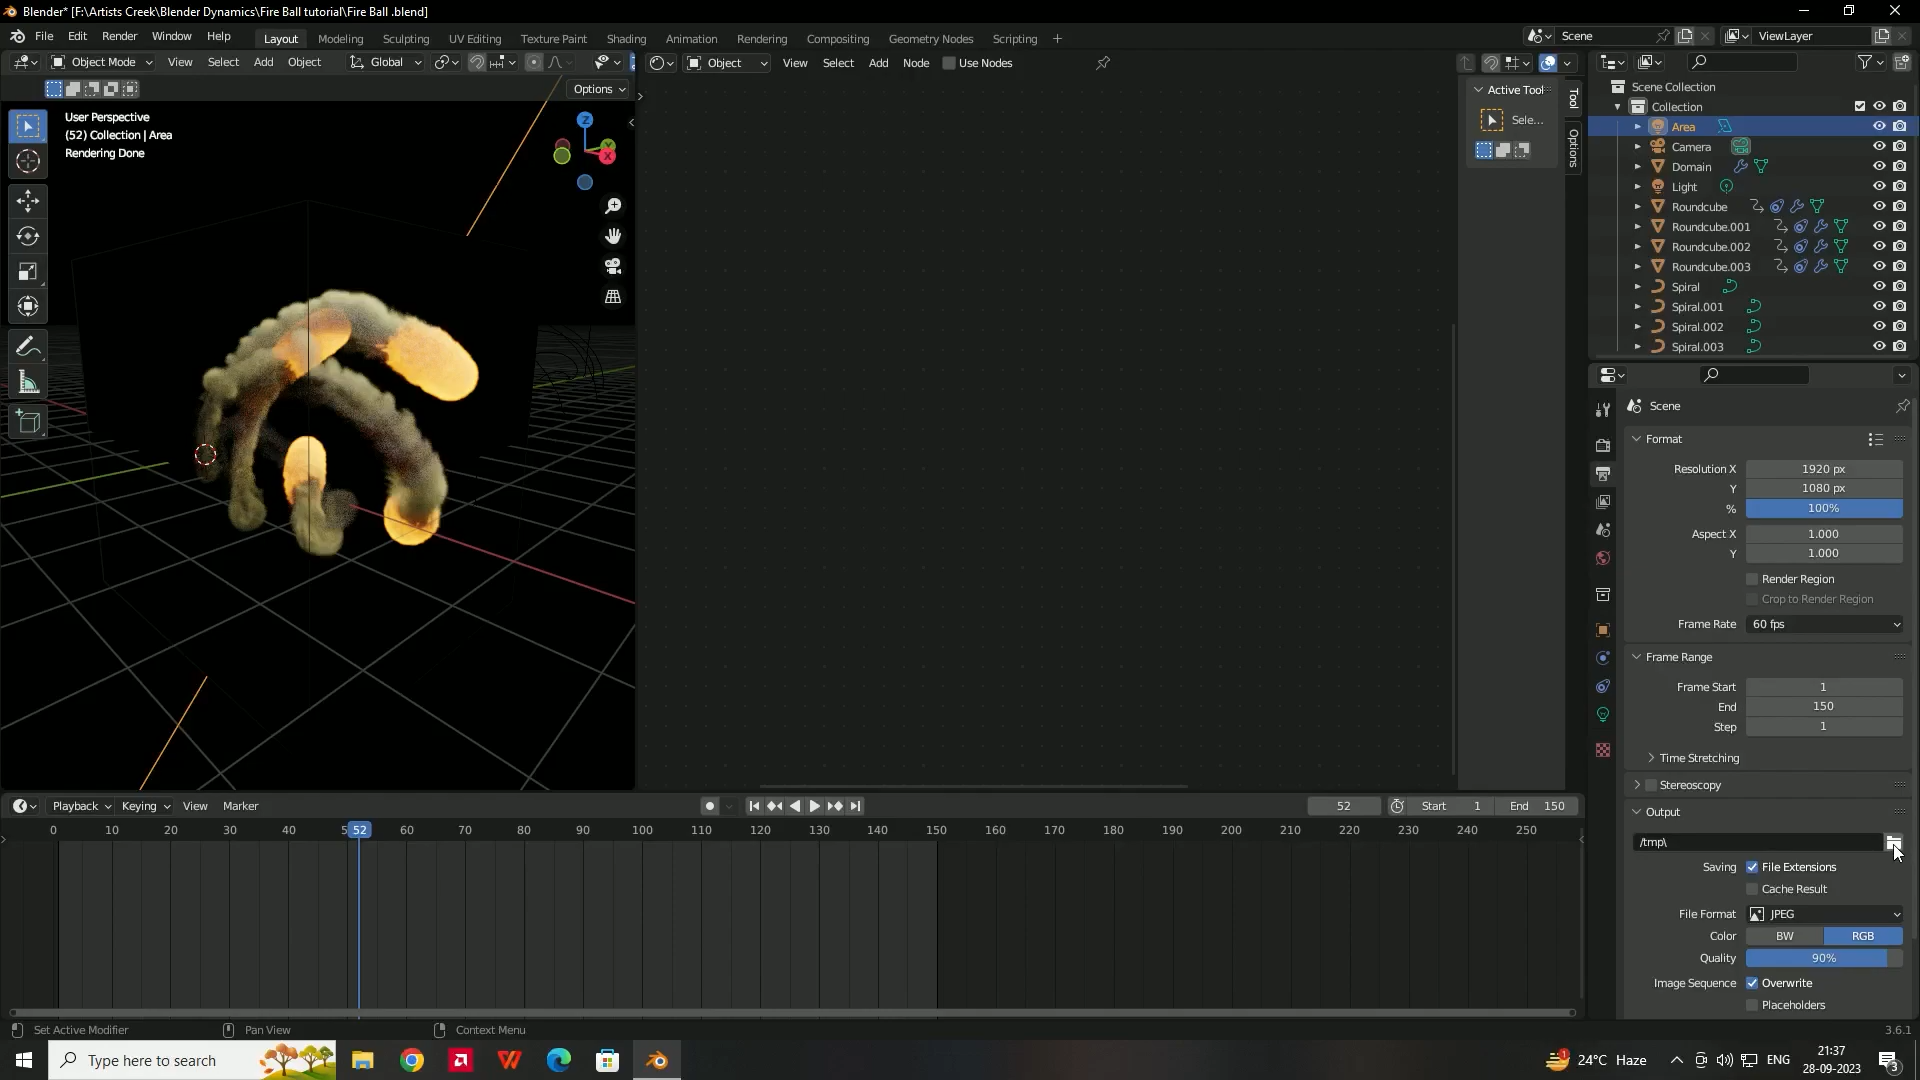 Blender* [F:\Artists Creek\Blender Dynamics\Fire Ball tutorial\Fire Ball .blend]
File Edit Render Window Help Layout Modeling Sculpting UV Editing Texture Paint Shading Animation Rendering Compositing Geometry Nodes Scripting + Scene ViewLayer
Object Mode View Select Add Object Global Object View Select Add Node Use Nodes
Options
User Perspective
(52) Collection | Area
Rendering Done
Z
X
Y
Active Tool
Sele...
Tool
Options
Scene Collection
Collection
Area
Camera
Domain
Light
Roundcube
Roundcube.001
Roundcube.002
Roundcube.003
Spiral
Spiral.001
Spiral.002
Spiral.003
Scene
Format
Resolution X 1920 px
Y 1080 px
% 100%
Aspect X 1.000
Y 1.000
Render Region
Crop to Render Region
Frame Rate 60 fps
Frame Range
Frame Start 1
End 150
Step 1
Time Stretching
Stereoscopy
Output
/tmp\
Saving File Extensions
Cache Result
File Format JPEG
Color BW RGB
Quality 90%
Image Sequence Overwrite
Placeholders
Playback Keying View Marker 52 Start 1 End 150
0 10 20 30 40 5 52 60 70 80 90 100 110 120 130 140 150 160 170 180 190 200 210 220 230 240 250
Set Active Modifier Pan View Context Menu 3.6.1
Type here to search 24°C Haze ENG 21:37
28-09-2023
1
3